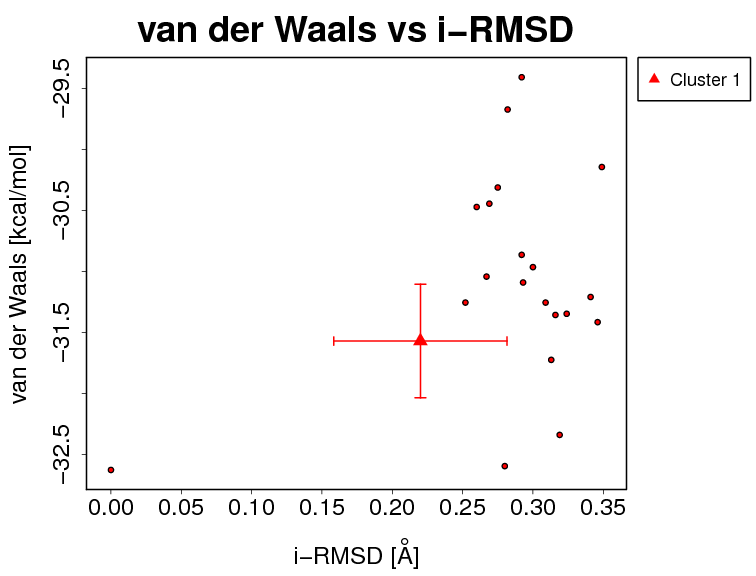 van der Waals vs i−RMSD
Cluster 1
van der Waals [kcal/mol]
−29.5
−30.5
−31.5
−32.5
0.00 0.05 0.10 0.15 0.20 0.25 0.30 0.35
i−RMSD [Å]